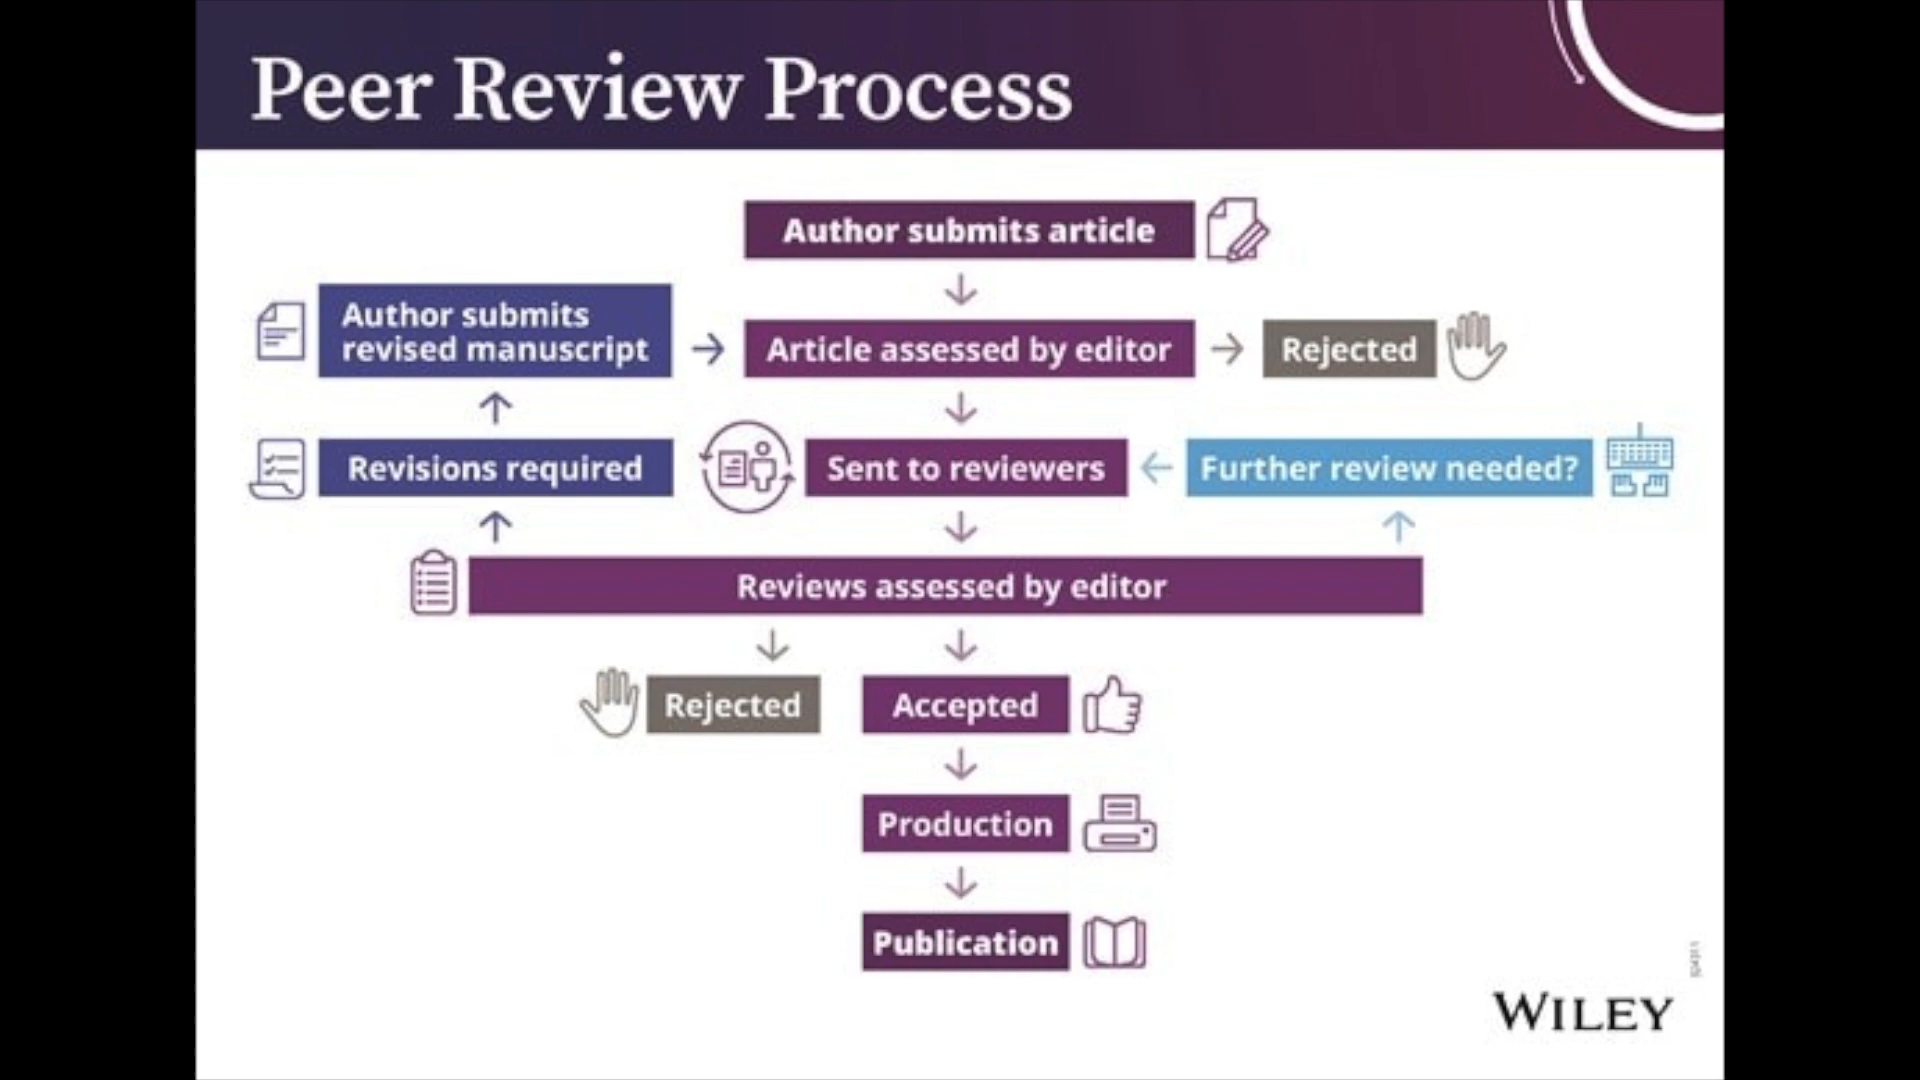 Peer Review Process
Author submits article
Author submits
revised manuscript
Article assessed by editor
Rejected
Revisions required
Sent to reviewers
Further review needed?
Reviews assessed by editor
Rejected
Accepted
Production
Publication
WILEY